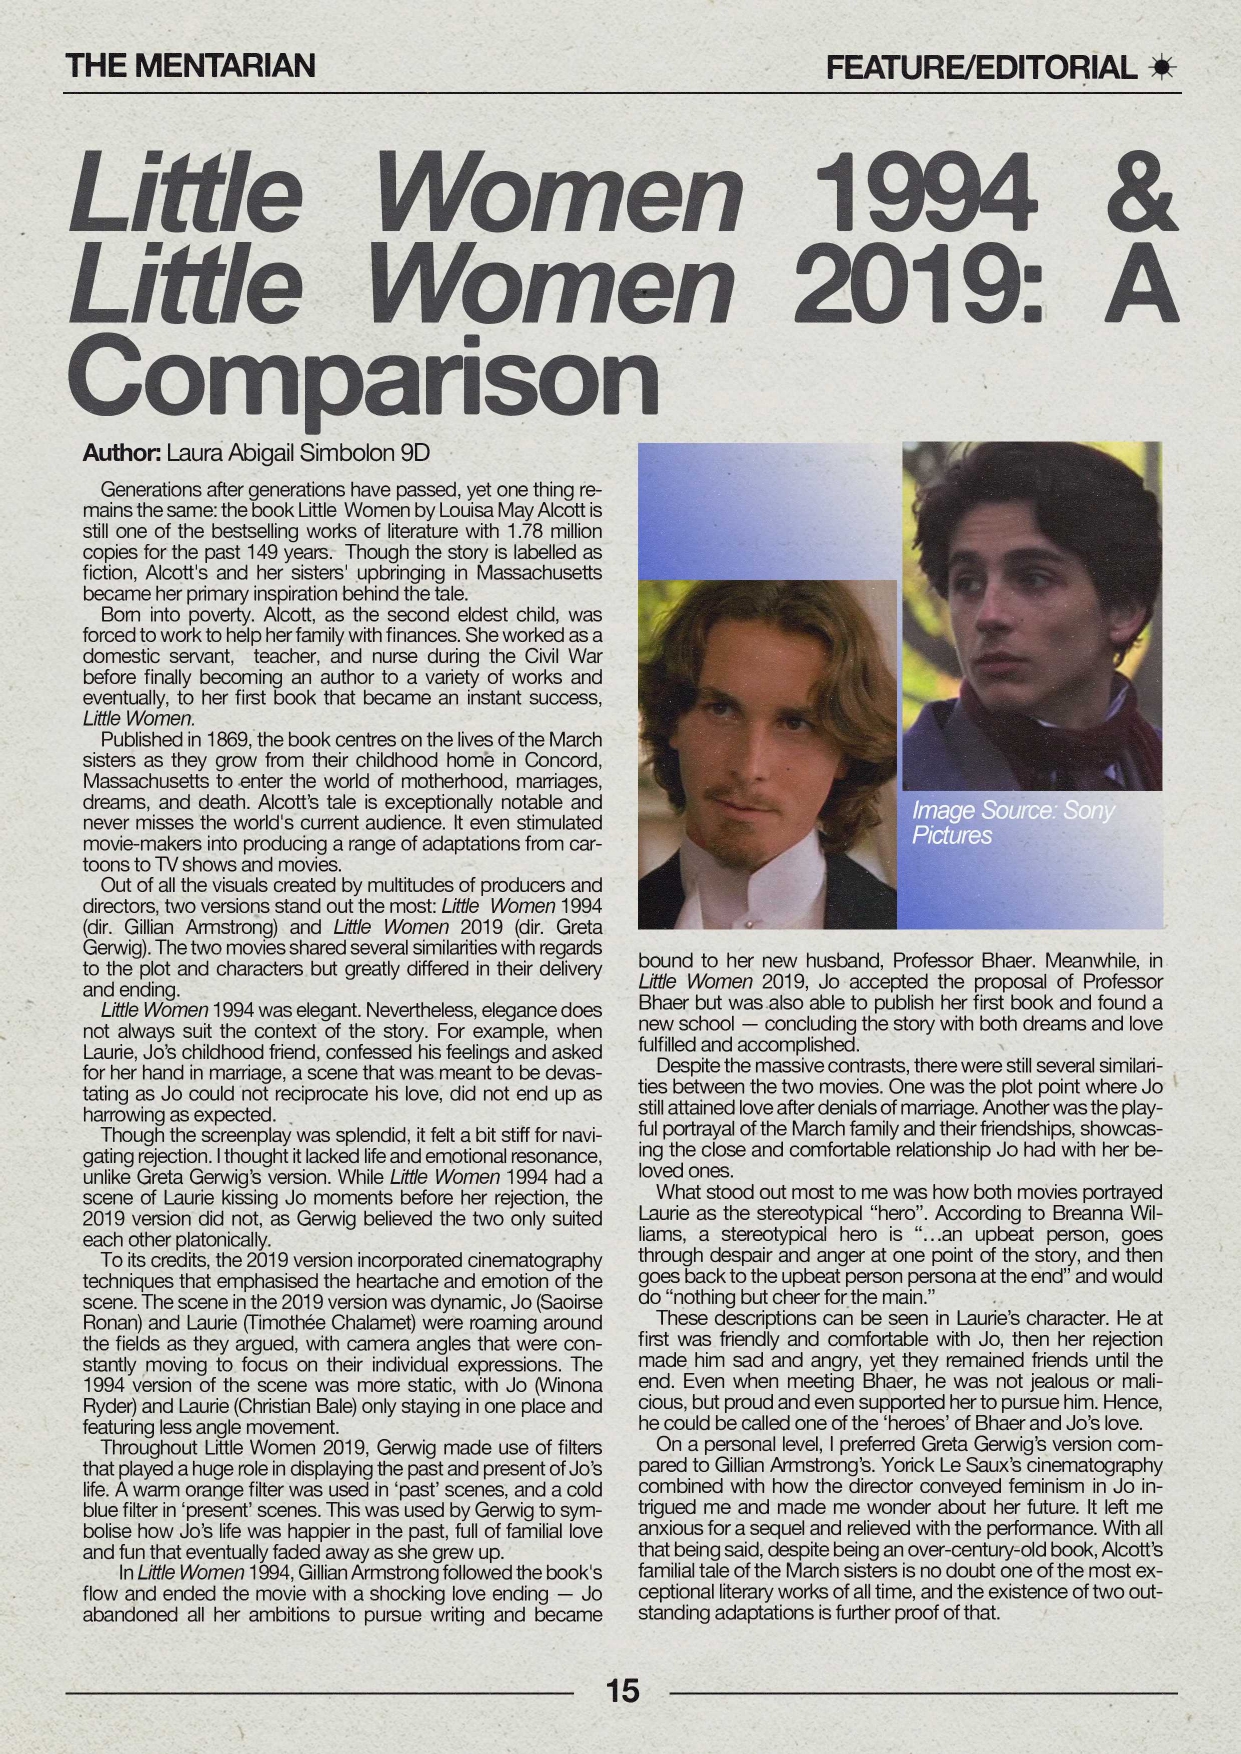 THE MENTARIAN
FEATURE/EDITORIAL
Little Women 1994 &
Little Women 2019: A
Comparison
Author: Laura Abigail Simbolon 9D
Generations after generations have passed, yet one thing re-
mains the same: the book Little Women by Louisa May Alcott is
still one of the bestselling works of literature with 1.78 million
copies for the past 149 years. Though the story is labelled as
fiction, Alcott's and her sisters' upbringing in Massachusetts
became her primary inspiration behind the tale.
Born into poverty. Alcott, as the second eldest child, was
forced to work to help her family with finances. She worked as a
domestic servant, teacher, and nurse during the Civil War
before finally becoming an author to a variety of works and
eventually, to her first book that became an instant success,
Little Women.
Published in 1869, the book centres on the lives of the March
sisters as they grow from their childhood home in Concord,
Massachusetts to enter the world of motherhood, marriages,
dreams, and death. Alcott's tale is exceptionally notable and
never misses the world's current audience. It even stimulated
movie-makers into producing a range of adaptations from car-
toons to TV shows and movies.
Out of all the visuals created by multitudes of producers and
directors, two versions stand out the most: Little Women 1994
(dir. Gillian Armstrong) and Little Women 2019 (dir. Greta
Gerwig). The two movies shared several similarities with regards
to the plot and characters but greatly differed in their delivery
and ending.
Little Women 1994 was elegant. Nevertheless, elegance does
not always suit the context of the story. For example, when
Laurie, Jo's childhood friend, confessed his feelings and asked
for her hand in marriage, a scene that was meant to be devas-
tating as Jo could not reciprocate his love, did not end up as
harrowing as expected.
Though the screenplay was splendid, it felt a bit stiff for navi-
gating rejection. I thought it lacked life and emotional resonance,
unlike Greta Gerwig's version. While Little Women 1994 had a
scene of Laurie kissing Jo moments before her rejection, the
2019 version did not, as Gerwig believed the two only suited
each other platonically.
To its credits, the 2019 version incorporated cinematography
techniques that emphasised the heartache and emotion of the
scene. The scene in the 2019 version was dynamic, Jo (Saoirse
Ronan) and Laurie (Timothée Chalamet) were roaming around
the fields as they argued, with camera angles that were con-
stantly moving to focus on their individual expressions. The
1994 version of the scene was more static, with Jo (Winona
Ryder) and Laurie (Christian Bale) only staying in one place and
featuring less angle movement.
Throughout Little Women 2019, Gerwig made use of filters
that played a huge role in displaying the past and present of Jo's
life. A warm orange filter was used in 'past' scenes, and a cold
blue filter in 'present' scenes. This was used by Gerwig to sym-
bolise how Jo's life was happier in the past, full of familial love
and fun that eventually faded away as she grew up.
In Little Women 1994, Gillian Armstrong followed the book's
flow and ended the movie with a shocking love ending — Jo
abandoned all her ambitions to pursue writing and became
Image Source: Sony
Pictures
bound to her new husband, Professor Bhaer. Meanwhile, in
Little Women 2019, Jo accepted the proposal of Professor
Bhaer but was also able to publish her first book and found a
new school — concluding the story with both dreams and love
fulfilled and accomplished.
Despite the massive contrasts, there were still several similari-
ties between the two movies. One was the plot point where Jo
still attained love after denials of marriage. Another was the play-
ful portrayal of the March family and their friendships, showcas-
ing the close and comfortable relationship Jo had with her be-
loved ones.
What stood out most to me was how both movies portrayed
Laurie as the stereotypical “hero”. According to Breanna Wil-
liams, a stereotypical hero is “…an upbeat person, goes
through despair and anger at one point of the story, and then
goes back to the upbeat person persona at the end” and would
do “nothing but cheer for the main.”
These descriptions can be seen in Laurie's character. He at
first was friendly and comfortable with Jo, then her rejection
made him sad and angry, yet they remained friends until the
end. Even when meeting Bhaer, he was not jealous or mali-
cious, but proud and even supported her to pursue him. Hence,
he could be called one of the ‘heroes’ of Bhaer and Jo's love.
On a personal level, I preferred Greta Gerwig's version com-
pared to Gillian Armstrong's. Yorick Le Saux's cinematography
combined with how the director conveyed feminism in Jo in-
trigued me and made me wonder about her future. It left me
anxious for a sequel and relieved with the performance. With all
that being said, despite being an over-century-old book, Alcott's
familial tale of the March sisters is no doubt one of the most ex-
ceptional literary works of all time, and the existence of two out-
standing adaptations is further proof of that.
15